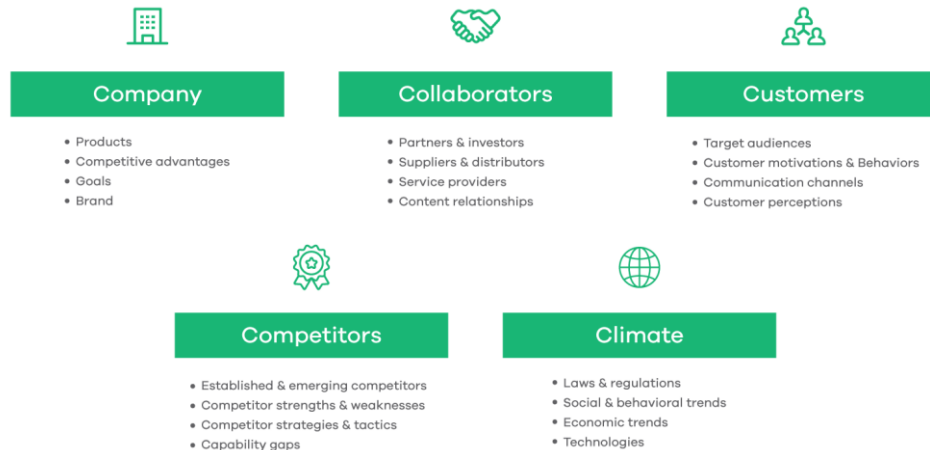 Company
• Products
• Competitive advantages
• Goals
• Brand
Collaborators
• Partners & investors
• Suppliers & distributors
• Service providers
• Content relationships
Customers
• Target audiences
• Customer motivations & Behaviors
• Communication channels
• Customer perceptions
Competitors
• Established & emerging competitors
• Competitor strengths & weaknesses
• Competitor strategies & tactics
• Capability gaps
Climate
• Laws & regulations
• Social & behavioral trends
• Economic trends
• Technologies